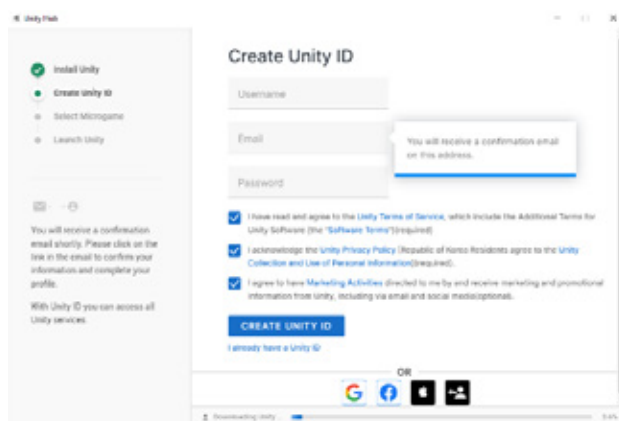 Unity Hub
Install Unity
Create Unity ID
Select Microgame
Launch Unity
You will receive a confirmation
email shortly. Please click on the
link in the email to confirm your
information and complete your
profile.
With Unity ID you can access all
Unity services.
Create Unity ID
Username
Email
You will receive a confirmation email
on this address.
Password
I have read and agree to the Unity Terms of Service, which include the Additional Terms for
Unity Software (the "Software Terms")(required)
I acknowledge the Unity Privacy Policy [Republic of Korea Residents agree to the Unity
Collection and Use of Personal Information](required).
I agree to have Marketing Activities directed to me by and receive marketing and promotional
information from Unity, including via email and social media(optional).
CREATE UNITY ID
I already have a Unity ID
OR
Downloading Unity